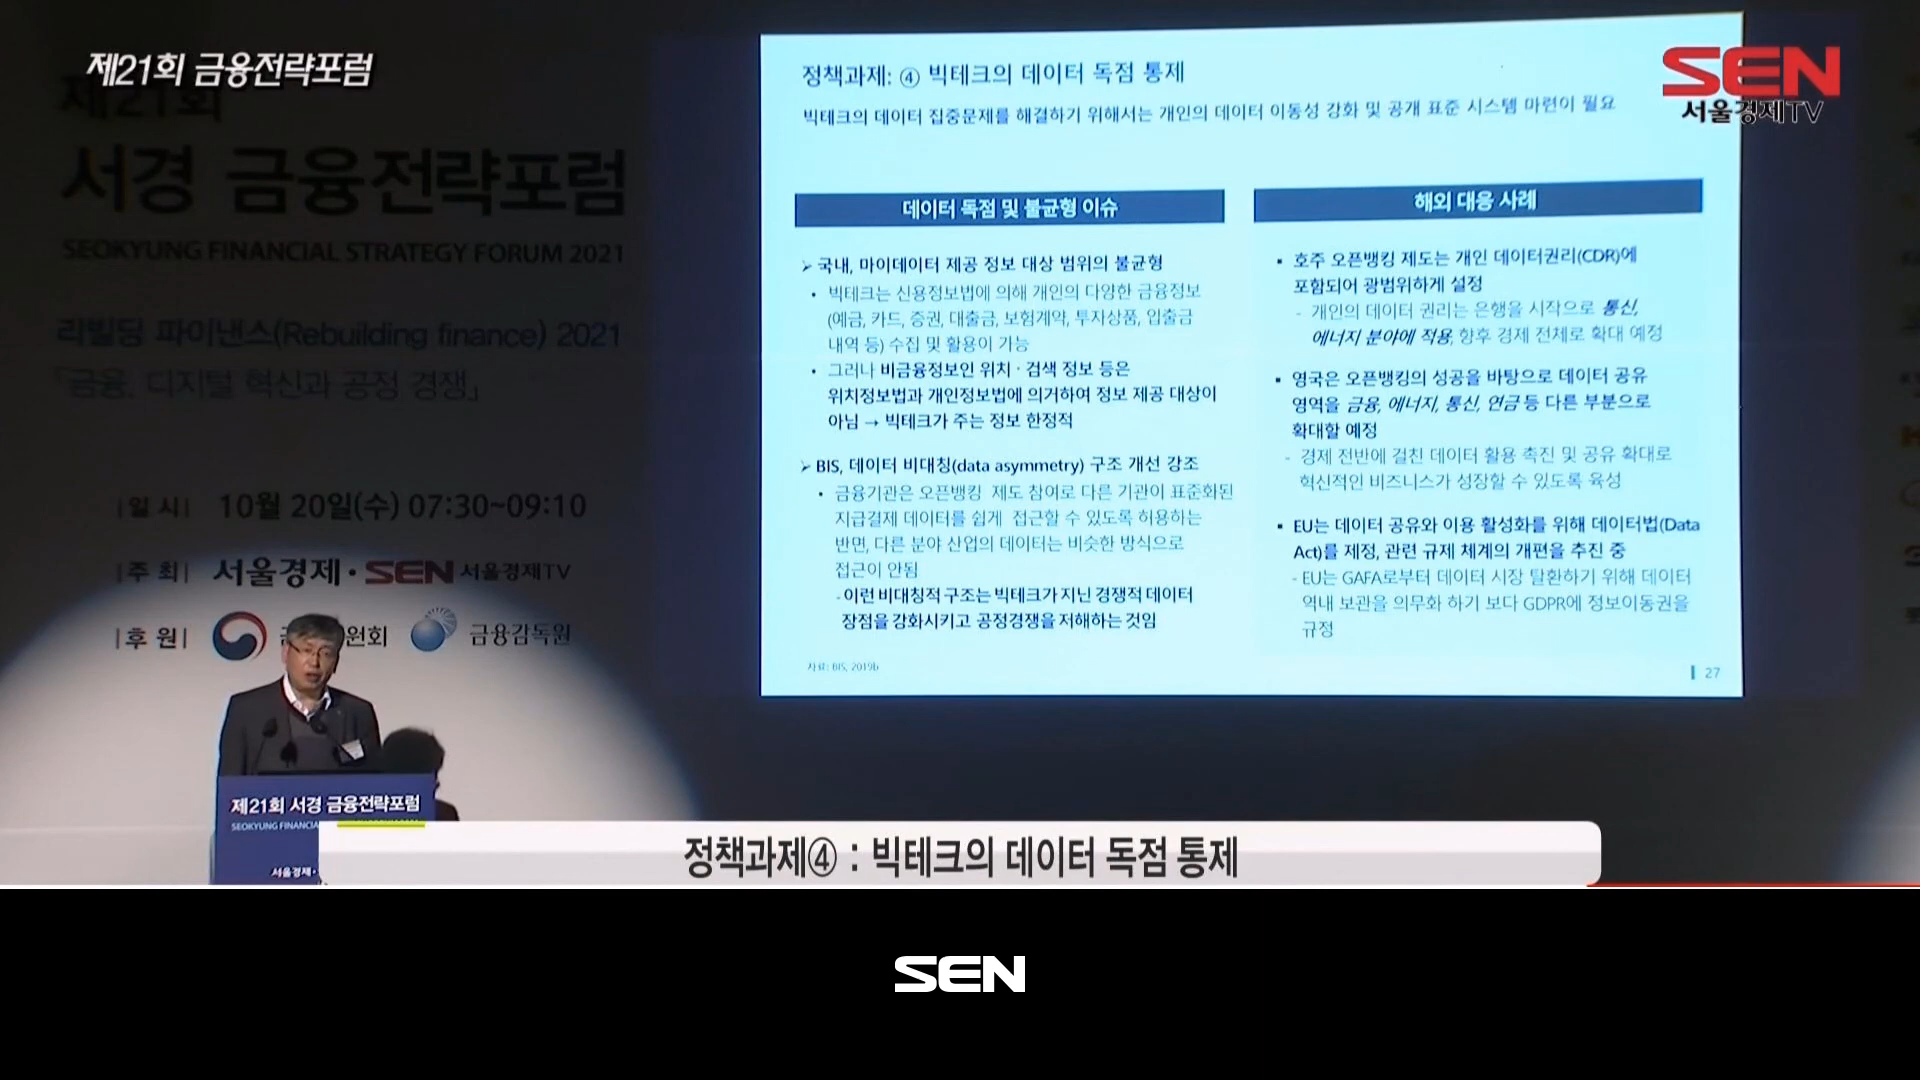 제21회 금융전략포럼
제21회
서경 금융전략포럼
SEOKYUNG FINANCIAL STRATEGY FORUM 2021
리빌딩 파이낸스(Rebuilding finance) 2021
「금융, 디지털 혁신과 공정 경쟁」
|일 시| 10월 20일(수) 07:30~09:10
|주 최| 서울경제·SEN 서울경제TV
|후 원| 원회 금융감독원
제21회 서경 금융전략포럼
SEOKYUNG FINANCIA
서울경제·
정책과제: ④ 빅테크의 데이터 독점 통제
빅테크의 데이터 집중문제를 해결하기 위해서는 개인의 데이터 이동성 강화 및 공개 표준 시스템 마련이 필요
데이터 독점 및 불균형 이슈
➢ 국내, 마이데이터 제공 정보 대상 범위의 불균형
• 빅테크는 신용정보법에 의해 개인의 다양한 금융정보
(예금, 카드, 증권, 대출금, 보험계약, 투자상품, 입출금
내역 등) 수집 및 활용이 가능
• 그러나 비금융정보인 위치·검색 정보 등은
위치정보법과 개인정보법에 의거하여 정보 제공 대상이
아님 → 빅테크가 주는 정보 한정적
➢ BIS, 데이터 비대칭(data asymmetry) 구조 개선 강조
• 금융기관은 오픈뱅킹 제도 참여로 다른 기관이 표준화된
지급결제 데이터를 쉽게 접근할 수 있도록 허용하는
반면, 다른 분야 산업의 데이터는 비슷한 방식으로
접근이 안됨
- 이런 비대칭적 구조는 빅테크가 지닌 경쟁적 데이터
장점을 강화시키고 공정경쟁을 저해하는 것임
자료: BIS, 2019b
해외 대응 사례
▪ 호주 오픈뱅킹 제도는 개인 데이터권리(CDR)에
포함되어 광범위하게 설정
- 개인의 데이터 권리는 은행을 시작으로 통신,
에너지 분야에 적용, 향후 경제 전체로 확대 예정
▪ 영국은 오픈뱅킹의 성공을 바탕으로 데이터 공유
영역을 금융, 에너지, 통신, 연금 등 다른 부분으로
확대할 예정
- 경제 전반에 걸친 데이터 활용 촉진 및 공유 확대로
혁신적인 비즈니스가 성장할 수 있도록 육성
▪ EU는 데이터 공유와 이용 활성화를 위해 데이터법(Data
Act)를 제정, 관련 규제 체계의 개편을 추진 중
- EU는 GAFA로부터 데이터 시장 탈환하기 위해 데이터
역내 보관을 의무화 하기 보다 GDPR에 정보이동권을
규정
27
SEN
서울경제TV
정책과제④ : 빅테크의 데이터 독점 통제
SEN